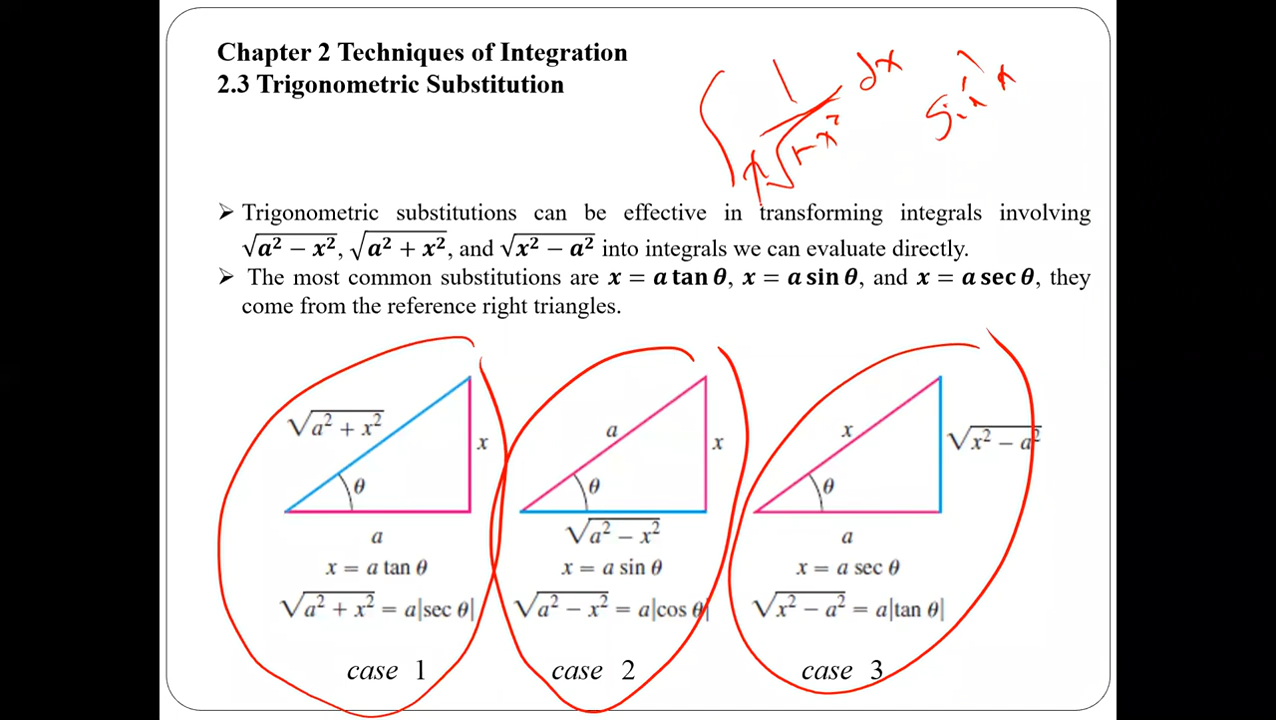 Chapter 2 Techniques of Integration
2.3 Trigonometric Substitution
∫ 1 dx
x√1-x²
sin⁻¹ x
➢ Trigonometric substitutions can be effective in transforming integrals involving
√a² − x², √a² + x², and √x² − a² into integrals we can evaluate directly.
➢ The most common substitutions are x = a tan θ, x = a sin θ, and x = a sec θ, they
come from the reference right triangles.
√a² + x²
x
θ
a
x = a tan θ
√a² + x² = a|sec θ|
case 1
a
x
θ
√a² − x²
x = a sin θ
√a² − x² = a|cos θ|
case 2
x
√x² − a²
θ
a
x = a sec θ
√x² − a² = a|tan θ|
case 3